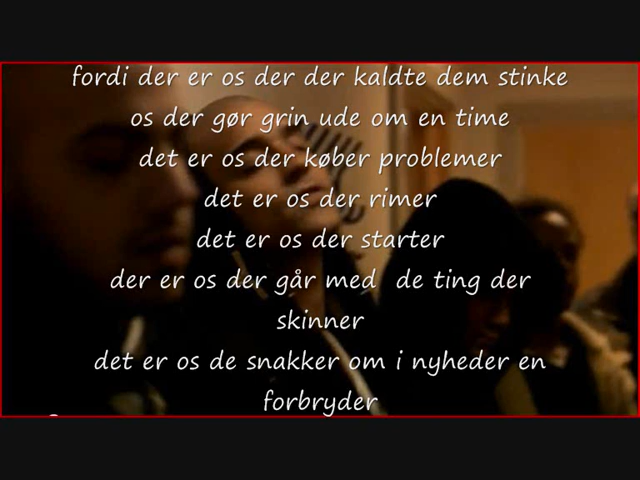 fordi der er os der der kaldte dem stinke
os der gør grin ude om en time
det er os der køber problemer
det er os der rimer
det er os der starter
der er os der går med de ting der
skinner
det er os de snakker om i nyheder en
forbryder